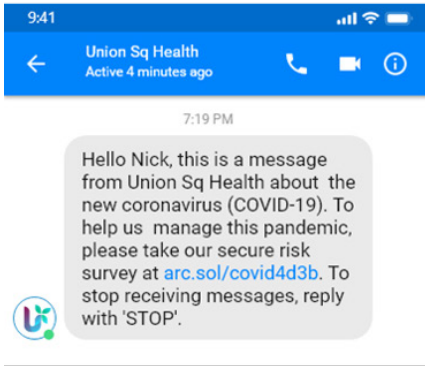 9:41
Union Sq Health
Active 4 minutes ago
7:19 PM
Hello Nick, this is a message
from Union Sq Health about the
new coronavirus (COVID-19). To
help us manage this pandemic,
please take our secure risk
survey at arc.sol/covid4d3b. To
stop receiving messages, reply
with 'STOP'.